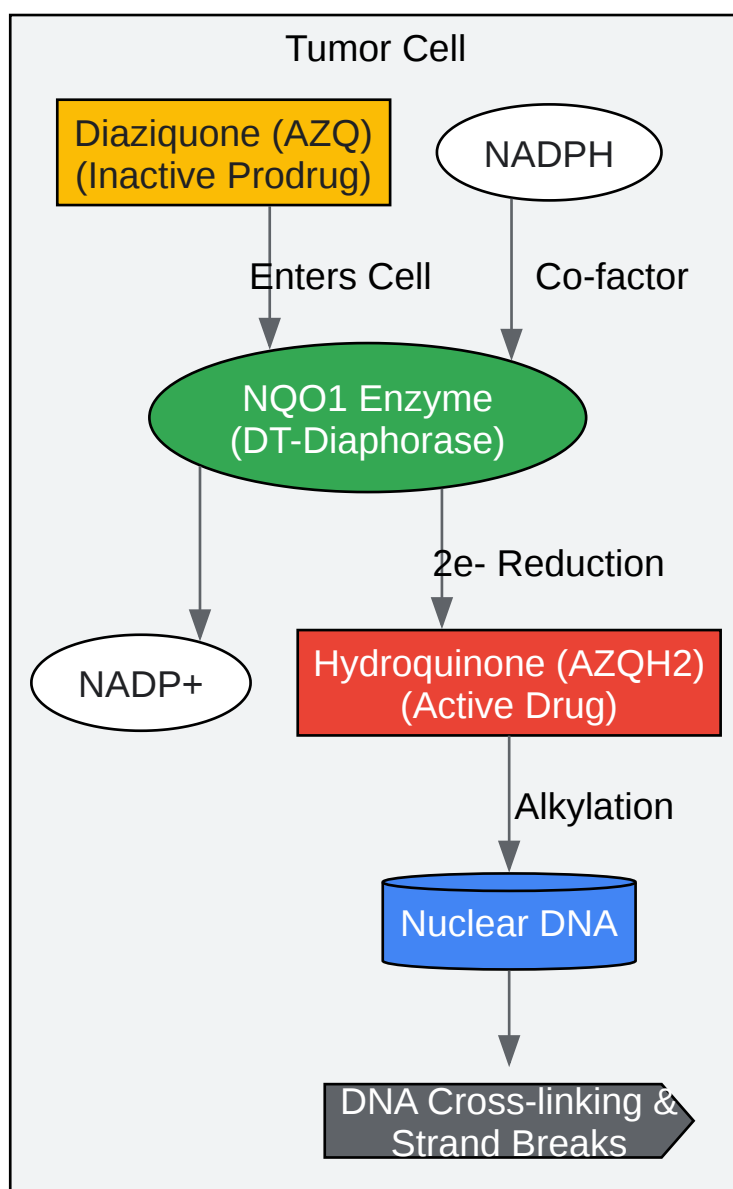 Tumor Cell
Diaziquone (AZQ)
(Inactive Prodrug)
NADPH
Enters Cell
Co-factor
NQO1 Enzyme
(DT-Diaphorase)
2e- Reduction
NADP+
Hydroquinone (AZQH2)
(Active Drug)
Alkylation
Nuclear DNA
DNA Cross-linking &
Strand Breaks